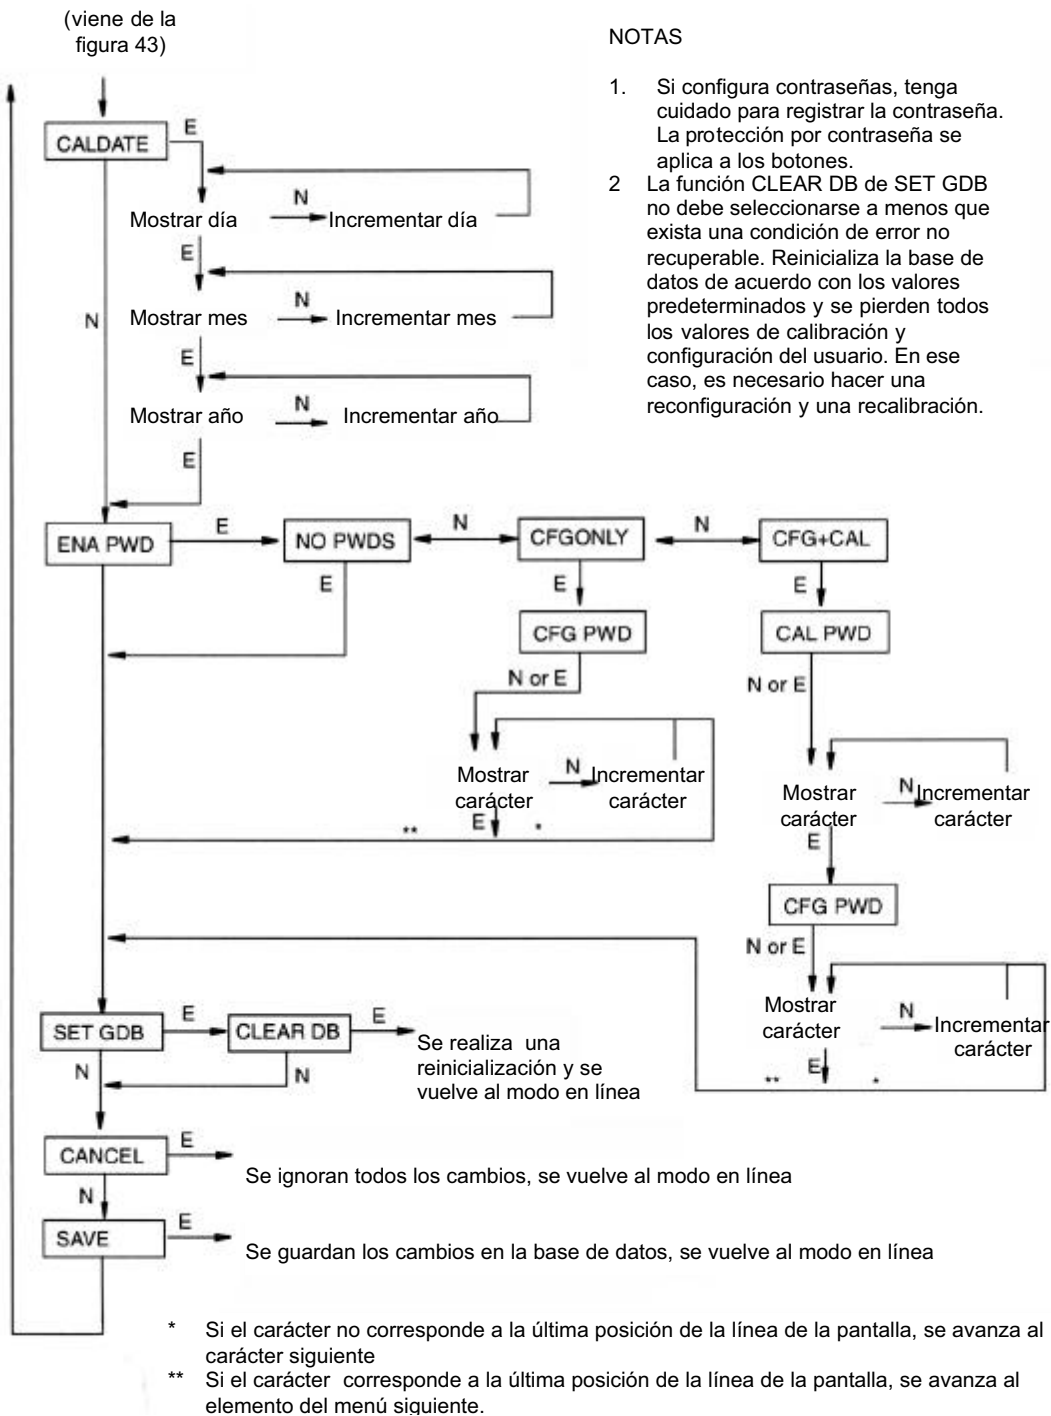 (viene de la
figura 43)
NOTAS
1. Si configura contraseñas, tenga
cuidado para registrar la contraseña.
La protección por contraseña se
aplica a los botones.
2 La función CLEAR DB de SET GDB
no debe seleccionarse a menos que
exista una condición de error no
recuperable. Reinicializa la base de
datos de acuerdo con los valores
predeterminados y se pierden todos
los valores de calibración y
configuración del usuario. En ese
caso, es necesario hacer una
reconfiguración y una recalibración.
CALDATE
E
Mostrar día
N
Incrementar día
E
Mostrar mes
N
Incrementar mes
N
E
Mostrar año
N
Incrementar año
E
ENA PWD
E
NO PWDS
N
CFGONLY
N
CFG+CAL
E
E
E
CFG PWD
CAL PWD
N or E
N or E
Mostrar
carácter
N
Incrementar
carácter
E
**
*
Mostrar
carácter
N
Incrementar
carácter
E
CFG PWD
N or E
Mostrar
carácter
N
Incrementar
carácter
E
**
*
SET GDB
E
CLEAR DB
E
Se realiza una
reinicialización y se
vuelve al modo en línea
N
N
CANCEL
E
Se ignoran todos los cambios, se vuelve al modo en línea
N
SAVE
E
Se guardan los cambios en la base de datos, se vuelve al modo en línea
* Si el carácter no corresponde a la última posición de la línea de la pantalla, se avanza al
carácter siguiente
** Si el carácter corresponde a la última posición de la línea de la pantalla, se avanza al
elemento del menú siguiente.